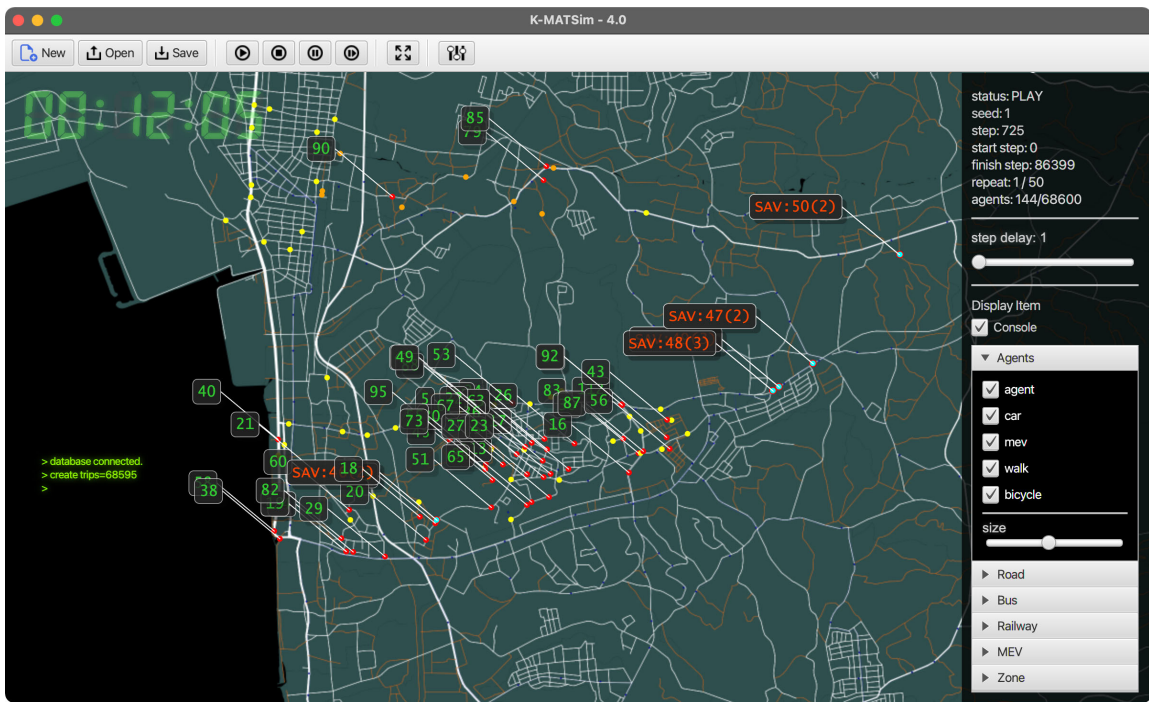 K-MATSim - 4.0
New
Open
Save
00:12:05
status: PLAY
seed: 1
step: 725
start step: 0
finish step: 86399
repeat: 1 / 50
agents: 144/68600
step delay: 1
Display Item
Console
Agents
agent
car
mev
walk
bicycle
size
Road
Bus
Railway
MEV
Zone
85
79
90
SAV:50(2)
SAV:47(2)
SAV:48(3)
49
53
92
43
40
95
83
26
87
56
73
27
23
16
21
51
65
60
18
38
82
20
19
29
> database connected.
> create trips=68595
>